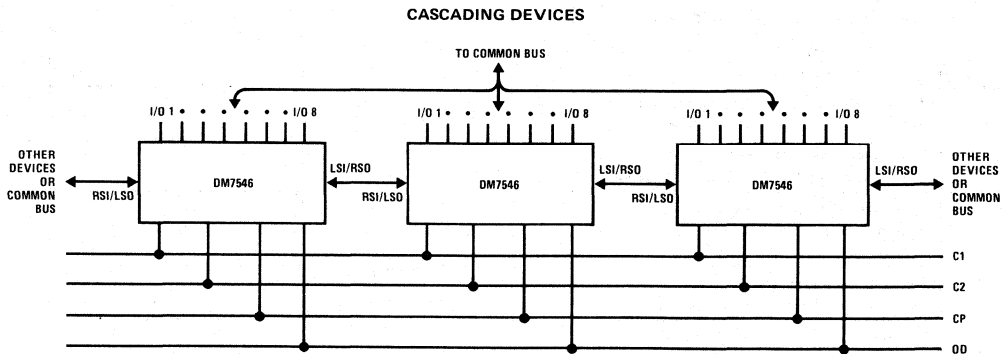 CASCADING DEVICES
TO COMMON BUS
I/O 1 • • • • • • I/O 8
I/O 1 • • • • • • I/O 8
I/O 1 • • • • • • I/O 8
OTHER
DEVICES
OR
COMMON
BUS
RSI/LSO
DM7546
LSI/RSO
RSI/LSO
DM7546
LSI/RSO
RSI/LSO
DM7546
LSI/RSO
OTHER
DEVICES
OR
COMMON
BUS
C1
C2
CP
OD